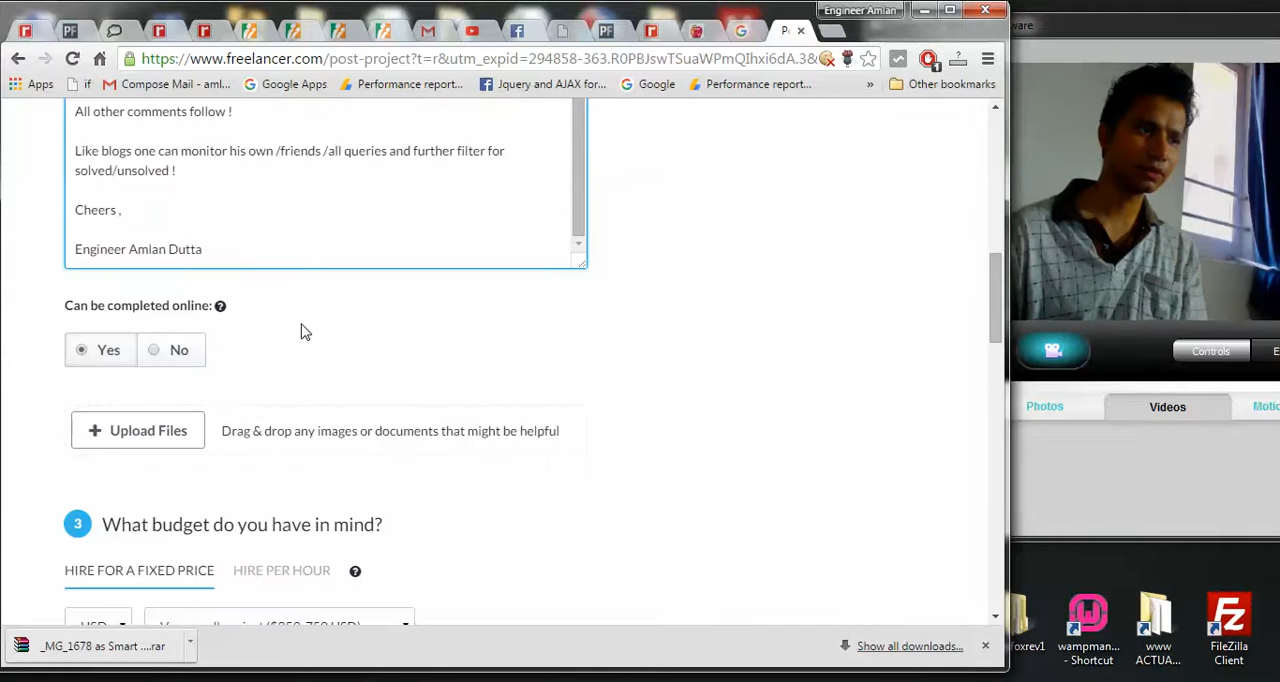 Engineer Amlan
ware
https://www.freelancer.com/post-project?t=r&utm_expid=294858-363.R0PBJswTSuaWPmQIhxi6dA.3&
Apps if Compose Mail - aml... Google Apps Performance report... Jquery and AJAX for... Google Performance report... » Other bookmarks
All other comments follow !
Like blogs one can monitor his own /friends /all queries and further filter for
solved/unsolved !
Cheers ,
Engineer Amlan Dutta
Can be completed online:
Yes No
+ Upload Files Drag & drop any images or documents that might be helpful
3 What budget do you have in mind?
HIRE FOR A FIXED PRICE HIRE PER HOUR
USD
_MG_1678 as Smart ....rar
Show all downloads...
Controls E
Photos Videos Motic
foxrev1
wampman...
- Shortcut
www
ACTUA...
FileZilla
Client